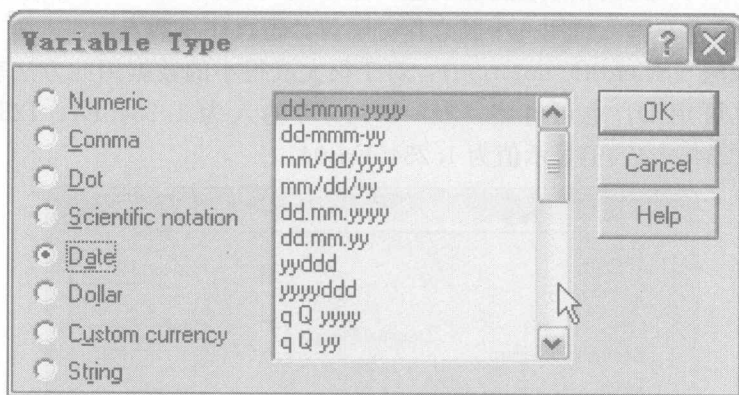 Variable Type
Numeric
Comma
Dot
Scientific notation
Date
Dollar
Custom currency
String
dd-mmm-yyyy
dd-mmm-yy
mm/dd/yyyy
mm/dd/yy
dd.mm.yyyy
dd.mm.yy
yyddd
yyyyddd
q Q yyyy
q Q yy
OK
Cancel
Help